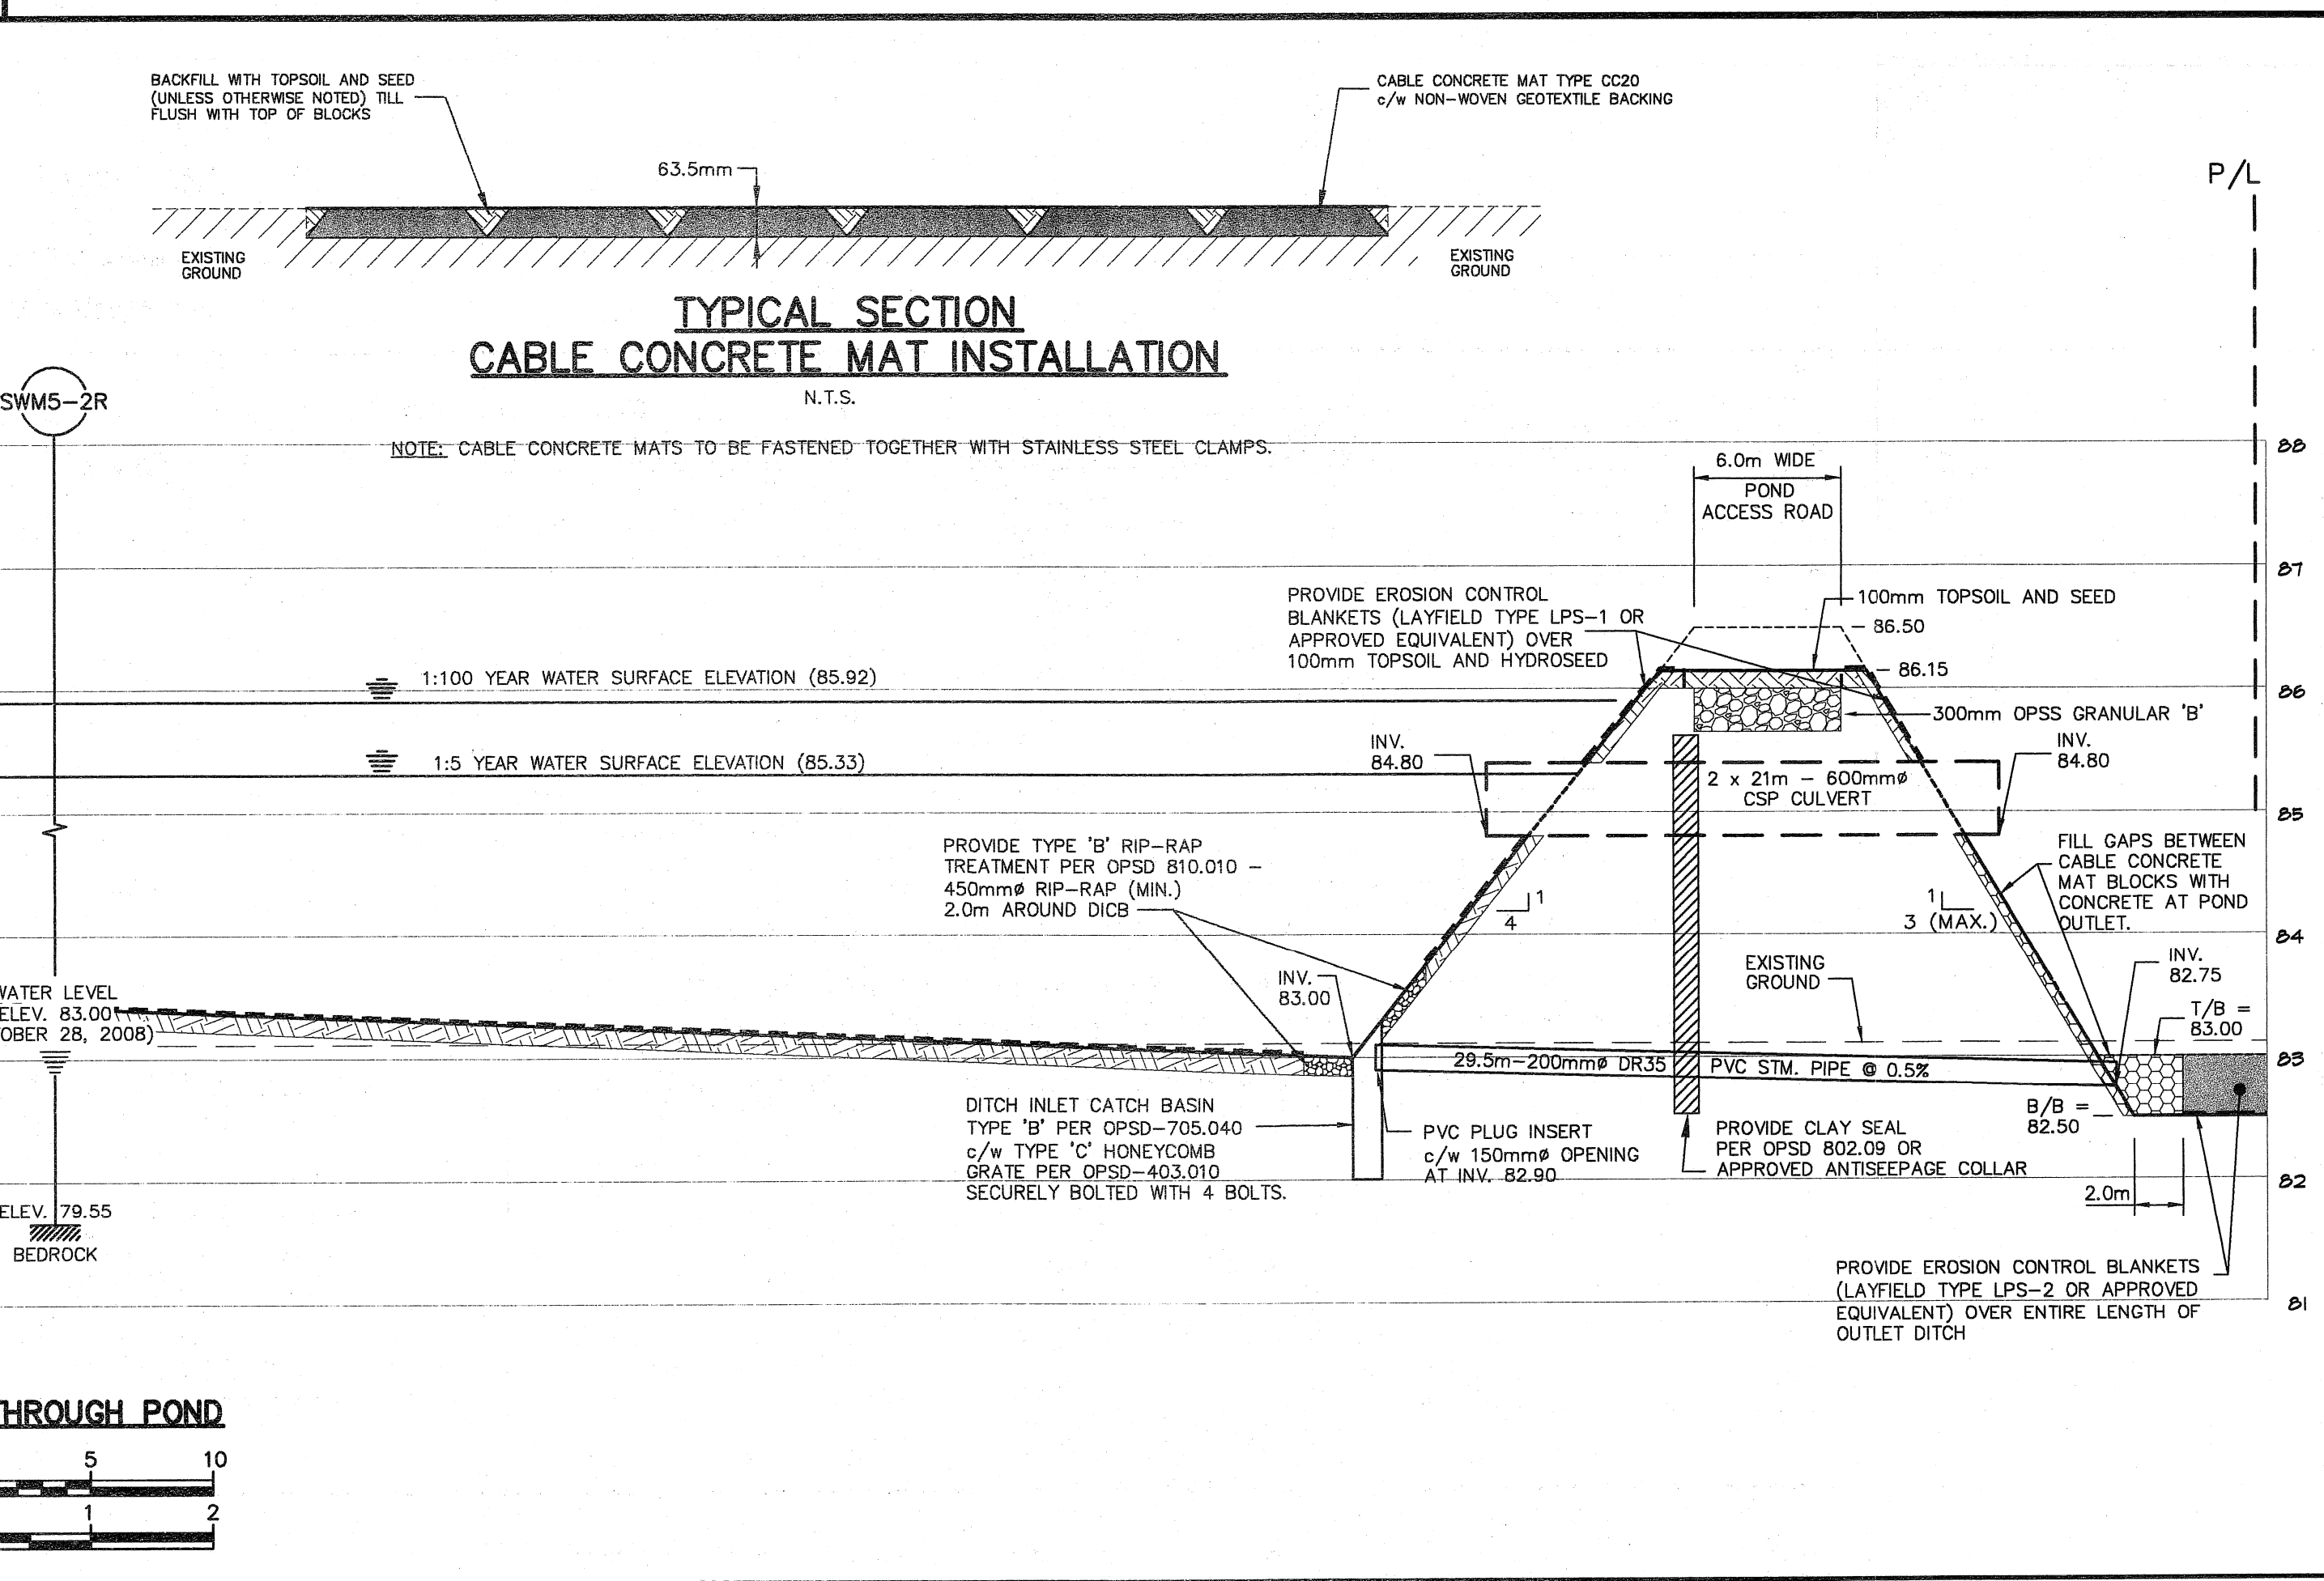 BACKFILL WITH TOPSOIL AND SEED
(UNLESS OTHERWISE NOTED) TILL
FLUSH WITH TOP OF BLOCKS
CABLE CONCRETE MAT TYPE CC20
c/w NON-WOVEN GEOTEXTILE BACKING
63.5mm
P/L
EXISTING
GROUND
EXISTING
GROUND
TYPICAL SECTION
CABLE CONCRETE MAT INSTALLATION
N.T.S.
SWM5-2R
NOTE: CABLE CONCRETE MATS TO BE FASTENED TOGETHER WITH STAINLESS STEEL CLAMPS.
88
6.0m WIDE
POND
ACCESS ROAD
87
PROVIDE EROSION CONTROL
BLANKETS (LAYFIELD TYPE LPS-1 OR
APPROVED EQUIVALENT) OVER
100mm TOPSOIL AND HYDROSEED
100mm TOPSOIL AND SEED
86.50
86.15
1:100 YEAR WATER SURFACE ELEVATION (85.92)
86
300mm OPSS GRANULAR 'B'
INV.
84.80
INV.
84.80
1:5 YEAR WATER SURFACE ELEVATION (85.33)
2 x 21m - 600mmø
CSP CULVERT
85
PROVIDE TYPE 'B' RIP-RAP
TREATMENT PER OPSD 810.010 -
450mmø RIP-RAP (MIN.)
2.0m AROUND DICB
FILL GAPS BETWEEN
CABLE CONCRETE
MAT BLOCKS WITH
CONCRETE AT POND
OUTLET.
1
4
1
3 (MAX.)
84
EXISTING
GROUND
INV.
82.75
INV.
83.00
T/B =
83.00
WATER LEVEL
ELEV. 83.00
TOBER 28, 2008)
83
29.5m-200mmø DR35 PVC STM. PIPE @ 0.5%
B/B =
82.50
DITCH INLET CATCH BASIN
TYPE 'B' PER OPSD-705.040
c/w TYPE 'C' HONEYCOMB
GRATE PER OPSD-403.010
SECURELY BOLTED WITH 4 BOLTS.
PVC PLUG INSERT
c/w 150mmø OPENING
AT INV. 82.90
PROVIDE CLAY SEAL
PER OPSD 802.09 OR
APPROVED ANTISEEPAGE COLLAR
82
2.0m
ELEV. 79.55
BEDROCK
PROVIDE EROSION CONTROL BLANKETS
(LAYFIELD TYPE LPS-2 OR APPROVED
EQUIVALENT) OVER ENTIRE LENGTH OF
OUTLET DITCH
81
THROUGH POND
5 10
1 2